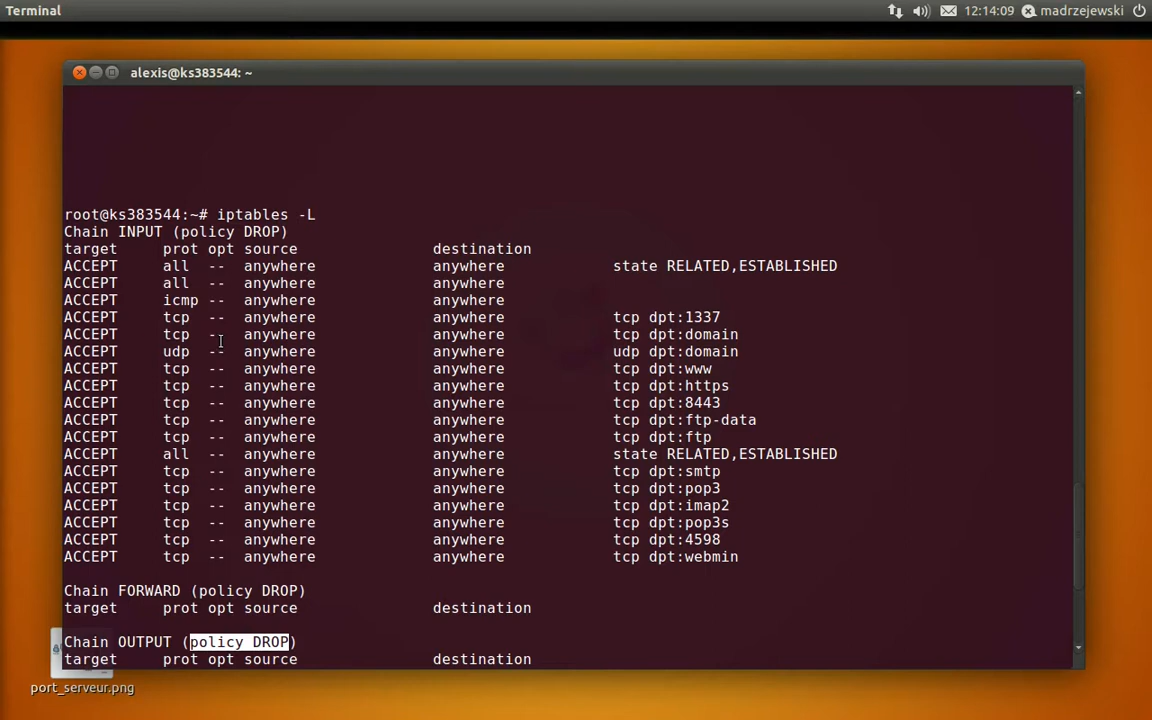 Terminal
12:14:09 madrzejewski
alexis@ks383544: ~
root@ks383544:~# iptables -L
Chain INPUT (policy DROP)
target prot opt source destination
ACCEPT all -- anywhere anywhere state RELATED,ESTABLISHED
ACCEPT all -- anywhere anywhere
ACCEPT icmp -- anywhere anywhere
ACCEPT tcp -- anywhere anywhere tcp dpt:1337
ACCEPT tcp -- anywhere anywhere tcp dpt:domain
ACCEPT udp -- anywhere anywhere udp dpt:domain
ACCEPT tcp -- anywhere anywhere tcp dpt:www
ACCEPT tcp -- anywhere anywhere tcp dpt:https
ACCEPT tcp -- anywhere anywhere tcp dpt:8443
ACCEPT tcp -- anywhere anywhere tcp dpt:ftp-data
ACCEPT tcp -- anywhere anywhere tcp dpt:ftp
ACCEPT all -- anywhere anywhere state RELATED,ESTABLISHED
ACCEPT tcp -- anywhere anywhere tcp dpt:smtp
ACCEPT tcp -- anywhere anywhere tcp dpt:pop3
ACCEPT tcp -- anywhere anywhere tcp dpt:imap2
ACCEPT tcp -- anywhere anywhere tcp dpt:pop3s
ACCEPT tcp -- anywhere anywhere tcp dpt:4598
ACCEPT tcp -- anywhere anywhere tcp dpt:webmin
Chain FORWARD (policy DROP)
target prot opt source destination
Chain OUTPUT (policy DROP)
target prot opt source destination
port_serveur.png